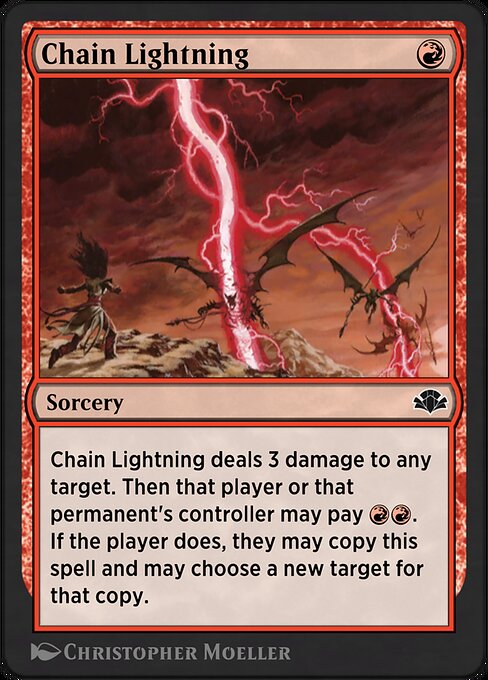 Chain Lightning
Sorcery
Chain Lightning deals 3 damage to any
target. Then that player or that
permanent's controller may pay .
If the player does, they may copy this
spell and may choose a new target for
that copy.
Christopher Moeller